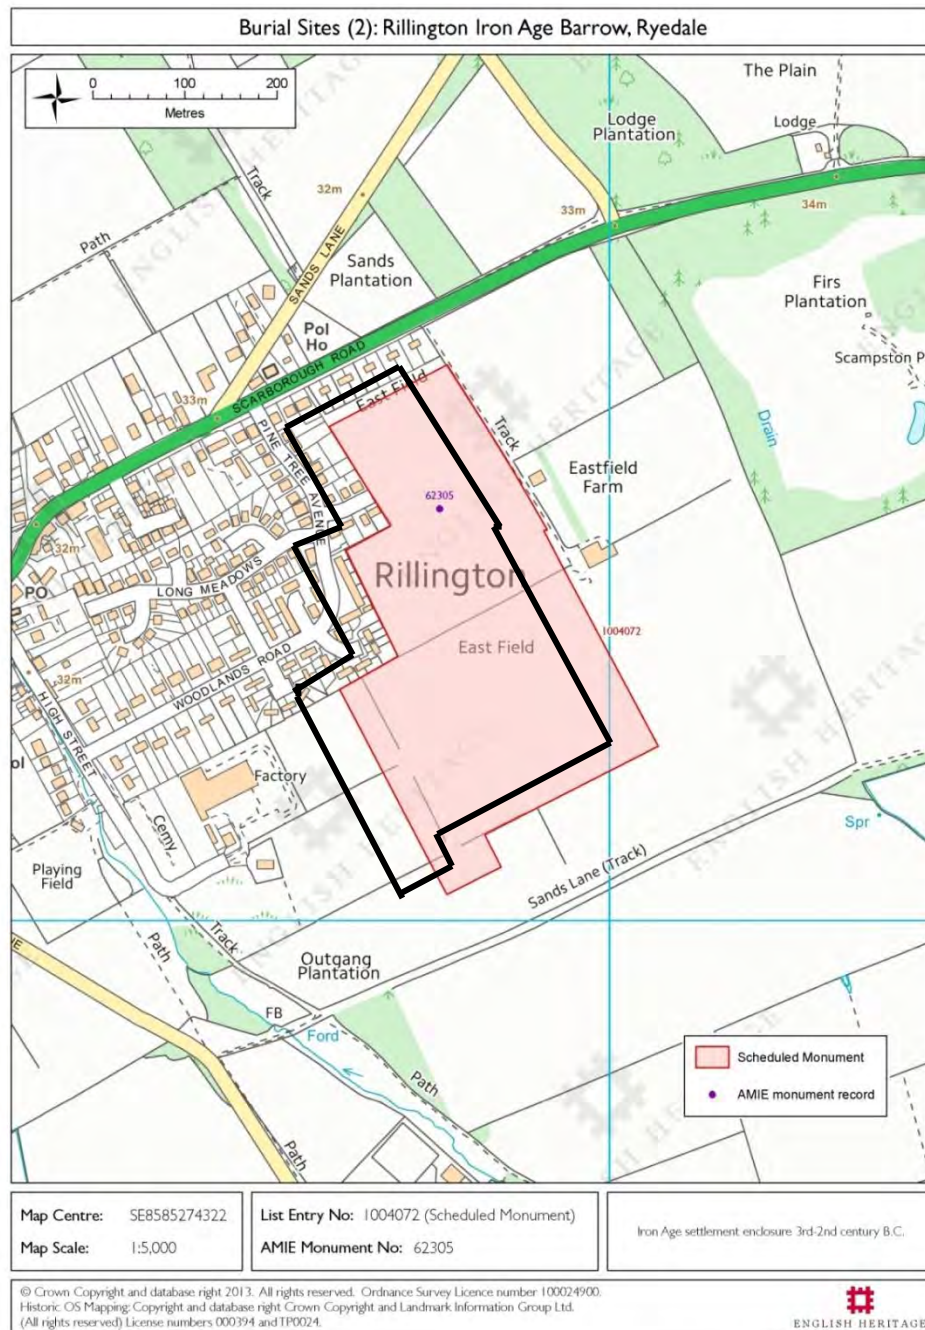 Burial Sites (2): Rillington Iron Age Barrow, Ryedale
0 100 200
Metres
The Plain
Lodge
Lodge
Plantation
Track
32m
33m
34m
Path
SANDS LANE
Sands
Plantation
Firs
Plantation
Pol
Ho
Scampston P
SCARBOROUGH ROAD
33m
East Field
PINE TREE AVENUE
Track
Drain
Eastfield
Farm
62305
32m
PO
LONG MEADOWS
Rillington
1004072
East Field
WOODLANDS ROAD
32m
HIGH STREET
ol
Factory
Cemy
Spr
Playing
Field
Sands Lane (Track)
Track
Path
Outgang
Plantation
FB
Ford
Path
Path
Scheduled Monument
AMIE monument record
ENGLISH HERITAGE
Map Centre: SE8585274322
Map Scale: 1:5,000
List Entry No: 1004072 (Scheduled Monument)
AMIE Monument No: 62305
Iron Age settlement enclosure 3rd-2nd century B.C.
© Crown Copyright and database right 2013. All rights reserved. Ordnance Survey Licence number 100024900.
Historic OS Mapping: Copyright and database right Crown Copyright and Landmark Information Group Ltd.
(All rights reserved) License numbers 000394 and TP0024.
ENGLISH HERITAGE